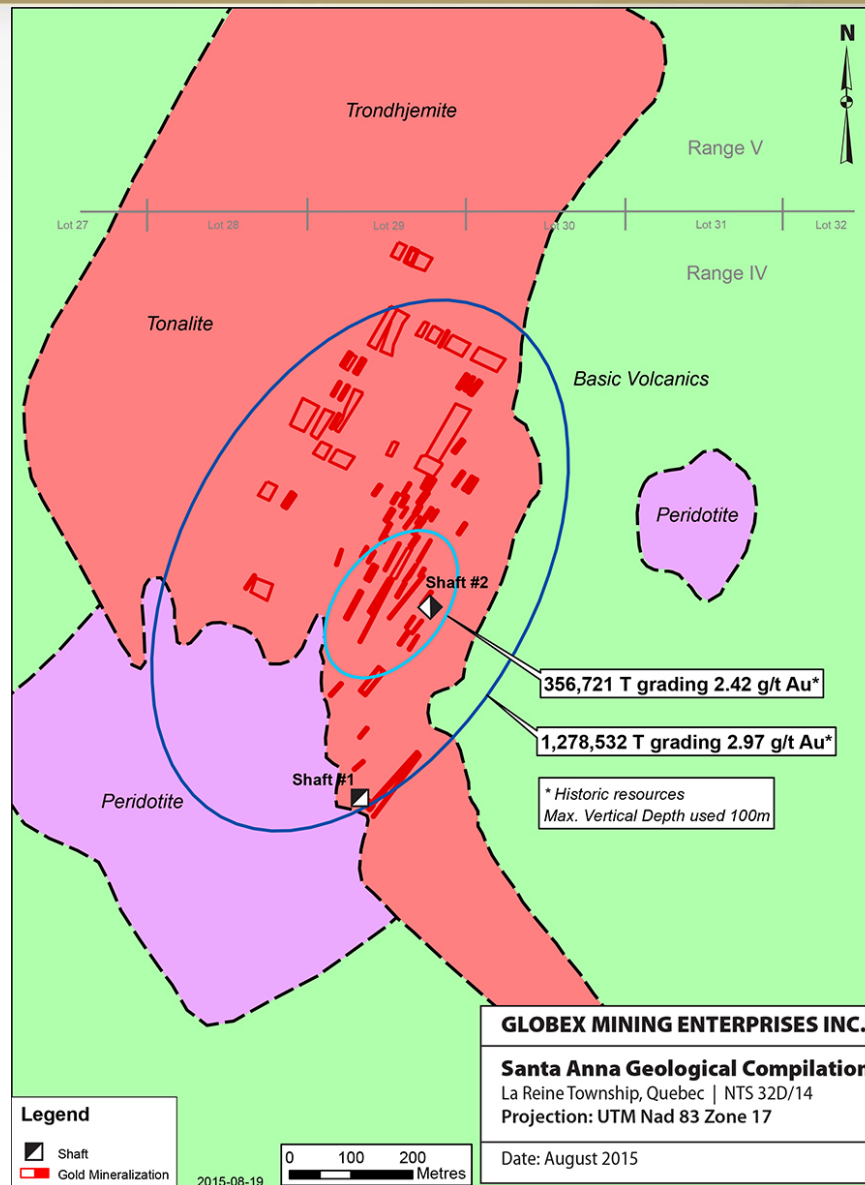 N
Trondhjemite
Range V
Lot 27
Lot 28
Lot 29
Lot 30
Lot 31
Lot 32
Range IV
Tonalite
Basic Volcanics
Peridotite
Shaft #2
356,721 T grading 2.42 g/t Au*
1,278,532 T grading 2.97 g/t Au*
Shaft #1
* Historic resources
Max. Vertical Depth used 100m
Peridotite
GLOBEX MINING ENTERPRISES INC.
Santa Anna Geological Compilation
La Reine Township, Quebec | NTS 32D/14
Projection: UTM Nad 83 Zone 17
Date: August 2015
Legend
Shaft
Gold Mineralization
2015-08-19
0 100 200
Metres